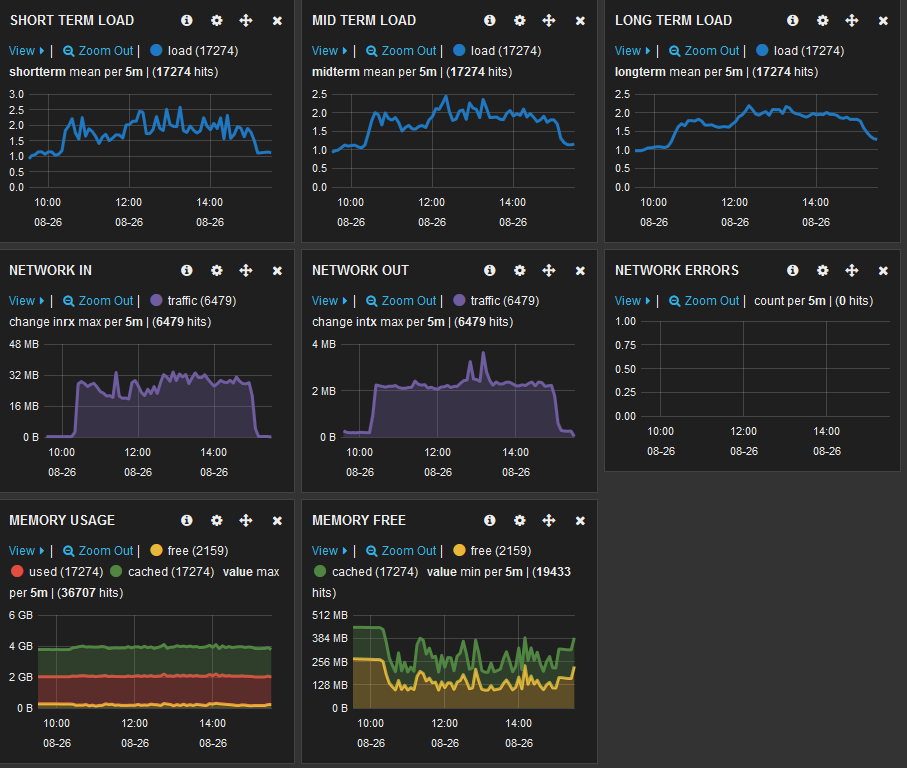 SHORT TERM LOAD
View | Zoom Out | load (17274)
shortterm mean per 5m | (17274 hits)
3.0
2.5
2.0
1.5
1.0
0.5
0.0
10:00 12:00 14:00
08-26 08-26 08-26
MID TERM LOAD
View | Zoom Out | load (17274)
midterm mean per 5m | (17274 hits)
2.5
2.0
1.5
1.0
0.5
0.0
10:00 12:00 14:00
08-26 08-26 08-26
LONG TERM LOAD
View | Zoom Out | load (17274)
longterm mean per 5m | (17274 hits)
2.5
2.0
1.5
1.0
0.5
0.0
10:00 12:00 14:00
08-26 08-26 08-26
NETWORK IN
View | Zoom Out | traffic (6479)
change inrx max per 5m | (6479 hits)
48 MB
32 MB
16 MB
0 B
10:00 12:00 14:00
08-26 08-26 08-26
NETWORK OUT
View | Zoom Out | traffic (6479)
change intx max per 5m | (6479 hits)
4 MB
2 MB
0 B
10:00 12:00 14:00
08-26 08-26 08-26
NETWORK ERRORS
View | Zoom Out | count per 5m | (0 hits)
1.00
0.75
0.50
0.25
0.00
10:00 12:00 14:00
08-26 08-26 08-26
MEMORY USAGE
View | Zoom Out | free (2159)
used (17274) cached (17274) value max
per 5m | (36707 hits)
6 GB
4 GB
2 GB
0 B
10:00 12:00 14:00
08-26 08-26 08-26
MEMORY FREE
View | Zoom Out | free (2159)
cached (17274) value min per 5m | (19433
hits)
512 MB
384 MB
256 MB
128 MB
0 B
10:00 12:00 14:00
08-26 08-26 08-26